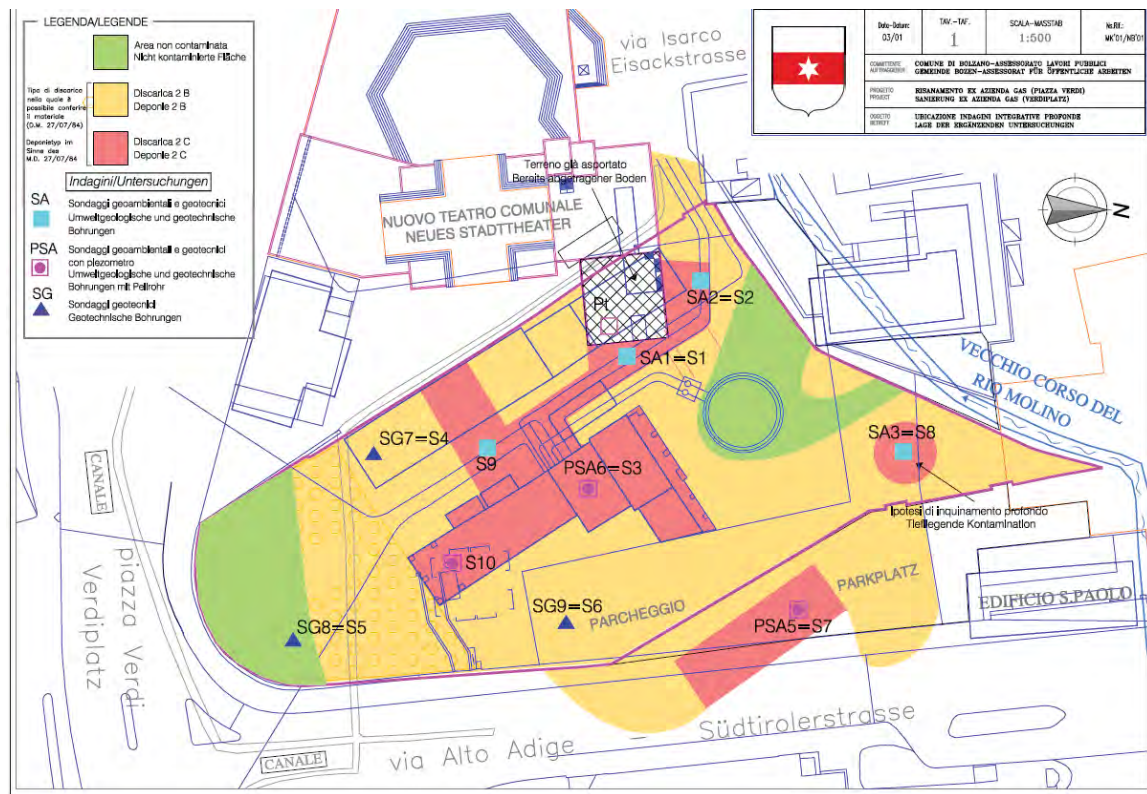 LEGENDA/LEGENDE
Area non contaminata
Nicht kontaminierte Fläche
Tipo di discarica
nella quale è
possibile conferire
il materiale
(D.M. 27/07/84)
Deponietyp im
Sinne des
M.D. 27/07/84
Discarica 2 B
Deponie 2 B
Discarica 2 C
Deponie 2 C
Indagini/Untersuchungen
SA
Sondaggi geoambientali e geotecnici
Umweltgeologische und geotechnische
Bohrungen
PSA
Sondaggi geoambientali e geotecnici
con piezometro
Umweltgeologische und geotechnische
Bohrungen mit Pellrohr
SG
Sondaggi geotecnici
Geotechnische Bohrungen
via Isarco
Eisackstrasse
Data-Datum:
03/01
TAV.-TAF.
1
SCALA-MASSTAB
1:500
No.Rif.:
MK'01/NB'01
COMMITTENTE
AUFTRAGGEBER
COMUNE DI BOLZANO-ASSESSORATO LAVORI PUBBLICI
GEMEINDE BOZEN-ASSESSORAT FÜR ÖFFENTLICHE ARBEITEN
PROGETTO
PROJECT
RISANAMENTO EX AZIENDA GAS (PIAZZA VERDI)
SANIERUNG EX AZIENDA GAS (VERDIPLATZ)
OGGETTO
BETRIFT
UBICAZIONE INDAGINI INTEGRATIVE PROFONDE
LAGE DER ERGÄNZENDEN UNTERSUCHUNGEN
Terreno già asportato
Bereits abgetragener Boden
NUOVO TEATRO COMUNALE
NEUES STADTTHEATER
N
Pt
SA2=S2
SA1=S1
VECCHIO CORSO DEL
RIO MOLINO
SG7=S4
S9
PSA6=S3
SA3=S8
Ipotesi di inquinamento profondo
Tiefliegende Kontamination
CANALE
S10
SG8=S5
SG9=S6
PARCHEGGIO
PARKPLATZ
PSA5=S7
EDIFICIO S.PAOLO
piazza Verdi
Verdiplatz
CANALE
via Alto Adige
Südtirolerstrasse